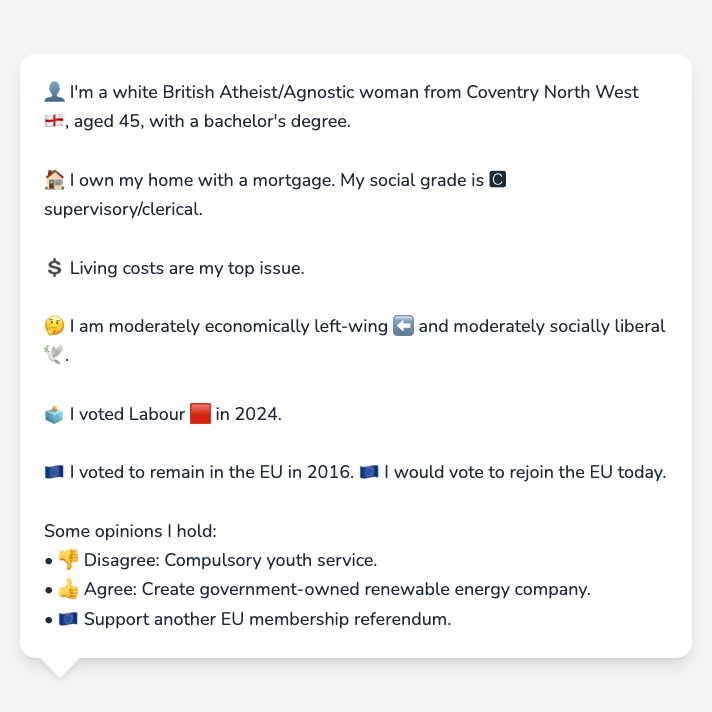 👤 I'm a white British Atheist/Agnostic woman from Coventry North West
🏴󠁧󠁢󠁥󠁮󠁧󠁿, aged 45, with a bachelor's degree.
🏠 I own my home with a mortgage. My social grade is 🅲
supervisory/clerical.
💲 Living costs are my top issue.
🤔 I am moderately economically left-wing ⬅️ and moderately socially liberal
🕊️.
🗳️ I voted Labour 🟥 in 2024.
🇪🇺 I voted to remain in the EU in 2016. 🇪🇺 I would vote to rejoin the EU today.
Some opinions I hold:
• 👎 Disagree: Compulsory youth service.
• 👍 Agree: Create government-owned renewable energy company.
• 🇪🇺 Support another EU membership referendum.